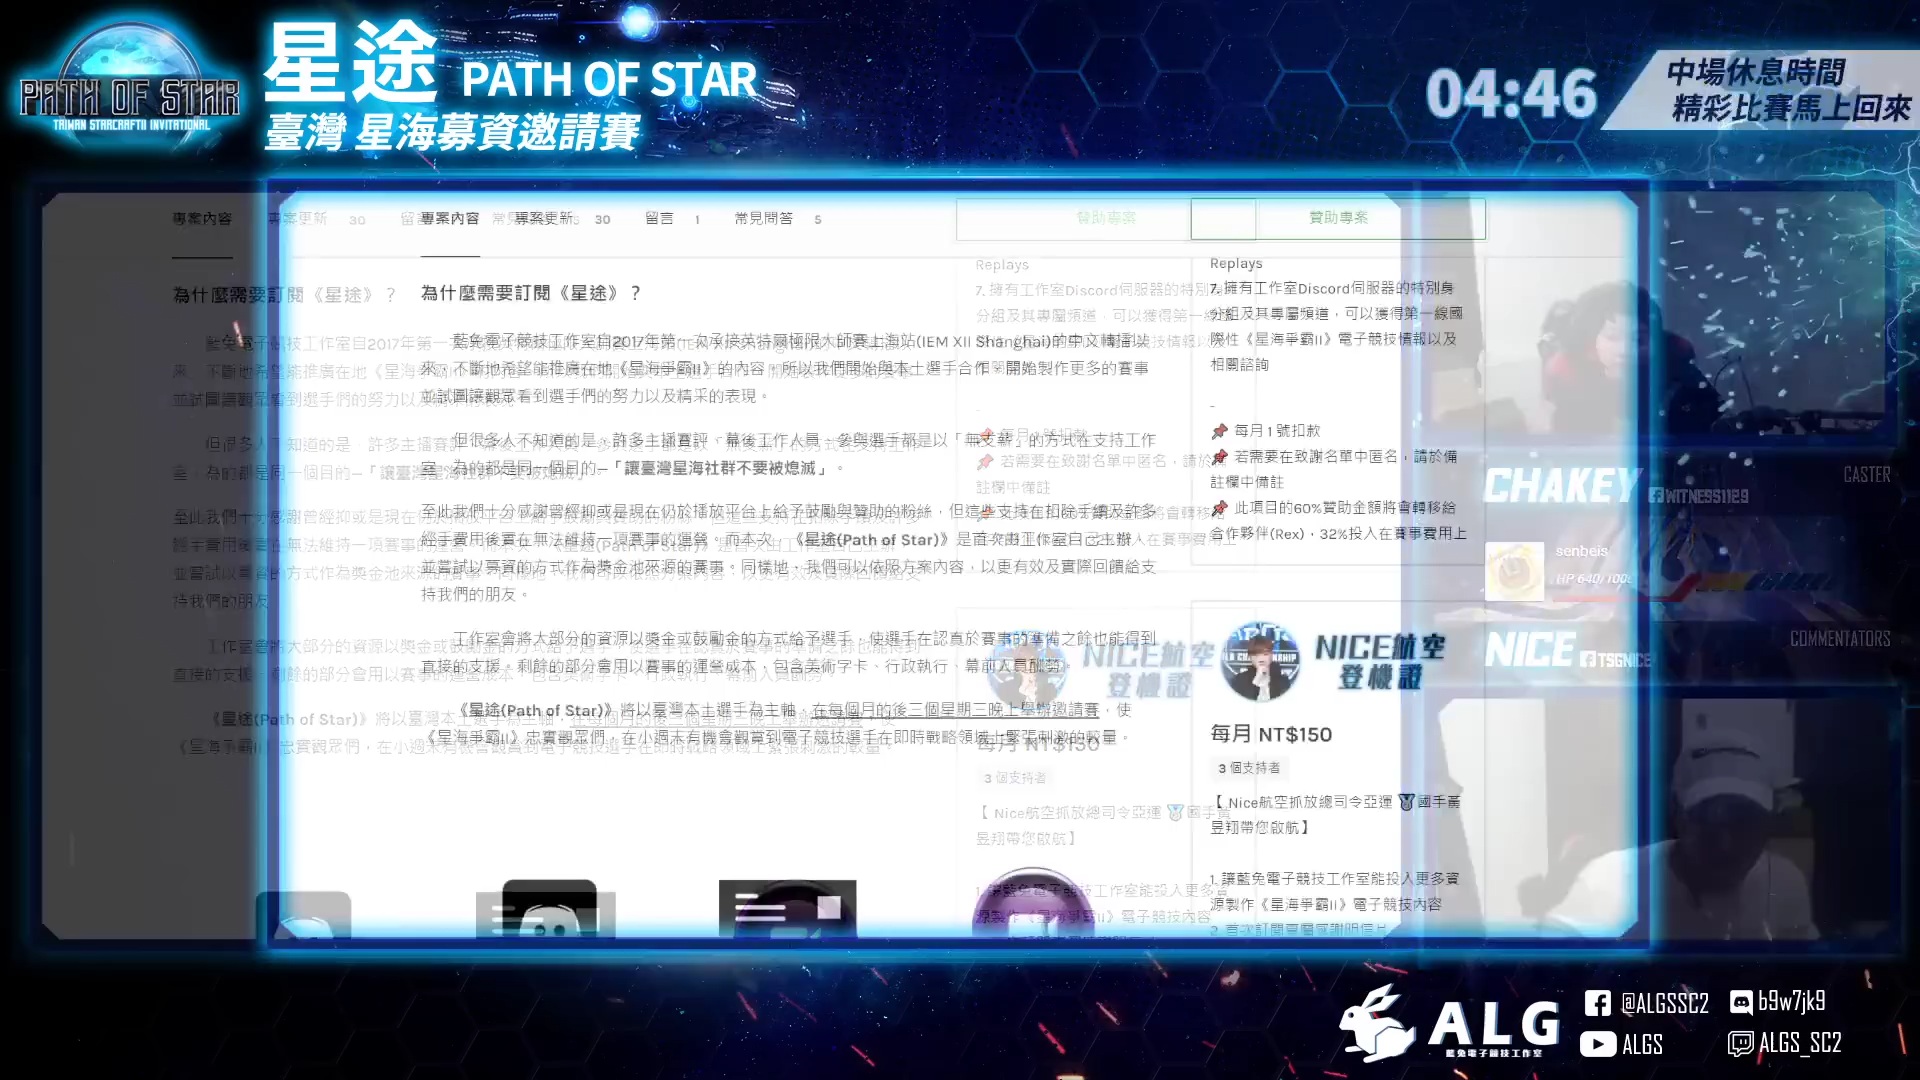 PATH OF STAR
TAIWAN STARCRAFT II INVITATIONAL
星途 PATH OF STAR
臺灣 星海募資邀請賽
04:46
中場休息時間
精彩比賽馬上回來
專案內容 專案更新 30 留言 1 常見問答 5
贊助專案
為什麼需要訂閱《星途》？
藍兔電子競技工作室自2017年第一次承接英特爾極限大師賽上海站(IEM XII Shanghai)的中文轉播以
來，不斷地希望能推廣在地《星海爭霸II》的內容，所以我們開始與本土選手合作，開始製作更多的賽事
並試圖讓觀眾看到選手們的努力以及精采的表現。
但很多人不知道的是，許多主播賽評、幕後工作人員、參與選手都是以「無支薪」的方式在支持工作
室，為的都是同一個目的—「讓臺灣星海社群不要被熄滅」。
至此我們十分感謝曾經抑或是現在仍於播放平台上給予鼓勵與贊助的粉絲，但這些支持在扣除手續及許多
經手費用後實在無法維持一項賽事的運營。而本次，《星途(Path of Star)》是首次由工作室自己主辦，
並嘗試以募資的方式作為獎金池來源的賽事。同樣地，我們可以依照方案內容，以更有效及實際回饋給支
持我們的朋友。
工作室會將大部分的資源以獎金或鼓勵金的方式給予選手，使選手在認真於賽事的準備之餘也能得到
直接的支援。剩餘的部分會用以賽事的運營成本，包含美術字卡、行政執行、幕前人員酬勞。
《星途(Path of Star)》將以臺灣本土選手為主軸，在每個月的後三個星期三晚上舉辦邀請賽，使
《星海爭霸II》忠實觀眾們，在小週末有機會觀賞到電子競技選手在即時戰略領域上緊張刺激的較量。
Replays
7. 擁有工作室Discord伺服器的特別身
分組及其專屬頻道，可以獲得第一線國
際性《星海爭霸II》電子競技情報以及
相關諮詢
-
📌 每月 1 號扣款
📌 若需要在致謝名單中匿名，請於備
註欄中備註
📌 此項目的60%贊助金額將會轉移給
合作夥伴(Rex)，32%投入在賽事費用上
NICE航空
登機證
每月 NT$150
3 個支持者
【 Nice航空抓放總司令亞運 🏅國手黃
昱翔帶您啟航】
1. 讓藍兔電子競技工作室能投入更多資
源製作《星海爭霸II》電子競技內容
CHAKEY
WITNESS1129
CASTER
senbeis
NICE
TSGNICE
COMMENTATORS
ALG
藍兔電子競技工作室
@ALGSSC2
b9w7jk9
ALGS
ALGS_SC2